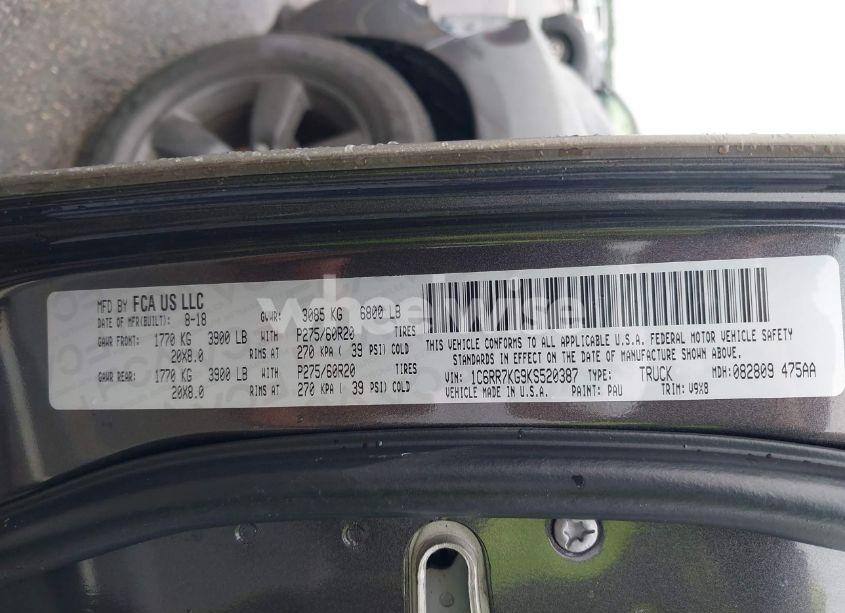 MFD BY FCA US LLC
DATE OF MFR(BUILT): 8-18 GVWR: 3085 KG 6800 LB
GAWR FRONT: 1770 KG 3900 LB WITH P275/60R20 TIRES
20X8.0 RIMS AT 270 KPA ( 39 PSI) COLD
GAWR REAR: 1770 KG 3900 LB WITH P275/60R20 TIRES
20X8.0 RIMS AT 270 KPA ( 39 PSI) COLD
THIS VEHICLE CONFORMS TO ALL APPLICABLE U.S.A. FEDERAL MOTOR VEHICLE SAFETY
STANDARDS IN EFFECT ON THE DATE OF MANUFACTURE SHOWN ABOVE.
VIN: 1C6RR7KG9KS520387 TYPE: TRUCK MDH: 082809 475AA
VEHICLE MADE IN U.S.A. PAINT: PAU TRIM: V9X8
wheelwise